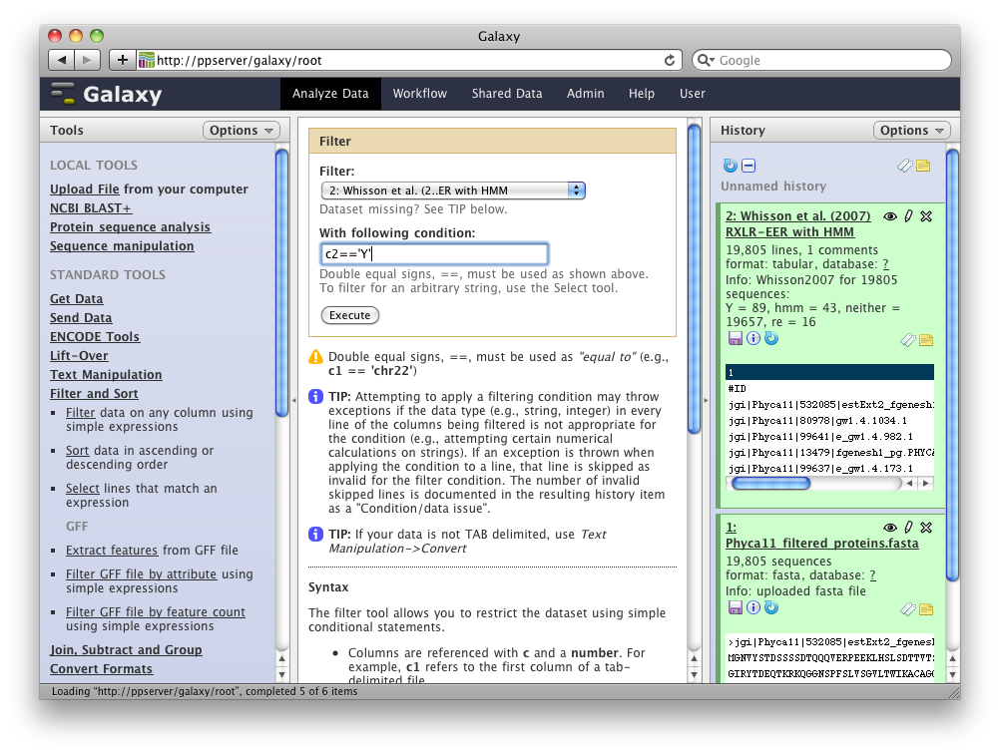 Galaxy
http://ppserver/galaxy/root
Google
Galaxy
Analyze Data
Workflow
Shared Data
Admin
Help
User
Tools
Options
LOCAL TOOLS
Upload File from your computer
NCBI BLAST+
Protein sequence analysis
Sequence manipulation
STANDARD TOOLS
Get Data
Send Data
ENCODE Tools
Lift-Over
Text Manipulation
Filter and Sort
Filter data on any column using
simple expressions
Sort data in ascending or
descending order
Select lines that match an
expression
GFF
Extract features from GFF file
Filter GFF file by attribute using
simple expressions
Filter GFF file by feature count
using simple expressions
Join, Subtract and Group
Convert Formats
Filter
Filter:
2: Whisson et al. (2..ER with HMM
Dataset missing? See TIP below.
With following condition:
c2=='Y'
Double equal signs, ==, must be used as shown above.
To filter for an arbitrary string, use the Select tool.
Execute
Double equal signs, ==, must be used as "equal to" (e.g.,
c1 == 'chr22')
TIP: Attempting to apply a filtering condition may throw
exceptions if the data type (e.g., string, integer) in every
line of the columns being filtered is not appropriate for
the condition (e.g., attempting certain numerical
calculations on strings). If an exception is thrown when
applying the condition to a line, that line is skipped as
invalid for the filter condition. The number of invalid
skipped lines is documented in the resulting history item
as a "Condition/data issue".
TIP: If your data is not TAB delimited, use Text
Manipulation->Convert
Syntax
The filter tool allows you to restrict the dataset using simple
conditional statements.
Columns are referenced with c and a number. For
example, c1 refers to the first column of a tab-
delimited file
History
Options
Unnamed history
2: Whisson et al. (2007)
RXLR-EER with HMM
19,805 lines, 1 comments
format: tabular, database: ?
Info: Whisson2007 for 19805
sequences:
Y = 89, hmm = 43, neither =
19657, re = 16
1
#ID
jgi|Phyca11|532085|estExt2_fgenesh1
jgi|Phyca11|80978|gw1.4.1034.1
jgi|Phyca11|99641|e_gw1.4.982.1
jgi|Phyca11|13479|fgenesh1_pg.PHYCA
jgi|Phyca11|99637|e_gw1.4.173.1
1:
Phyca11_filtered_proteins.fasta
19,805 sequences
format: fasta, database: ?
Info: uploaded fasta file
>jgi|Phyca11|532085|estExt2_fgenes
MGNVYSTDSSSSDTQQQVERPEEKLHSLSDTTVTS
GIRYTDEQTKRKQGGNSPFSLVSGVLTWIKACAG
Loading "http://ppserver/galaxy/root", completed 5 of 6 items